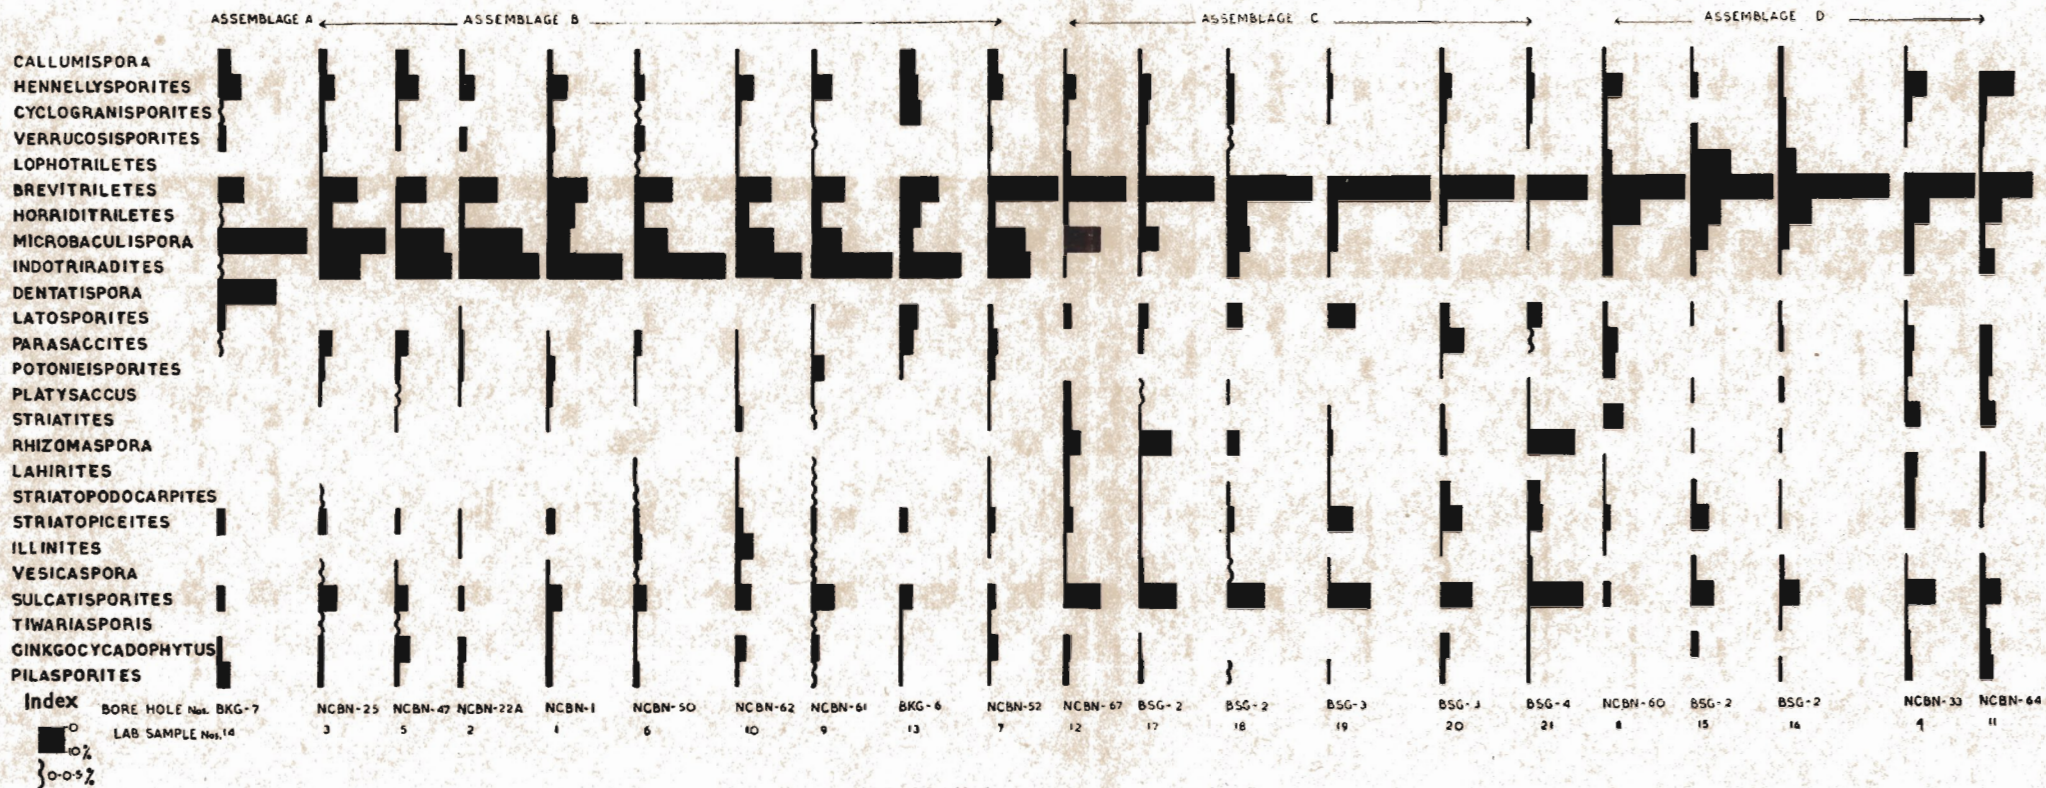 ASSEMBLAGE A ASSEMBLAGE B ASSEMBLAGE C ASSEMBLAGE D
CALLUMISPORA
HENNELLYSPORITES
CYCLOGRANISPORITES
VERRUCOSISPORITES
LOPHOTRILETES
BREVITRILETES
HORRIDITRILETES
MICROBACULISPORA
INDOTRIRADITES
DENTATISPORA
LATOSPORITES
PARASACCITES
POTONIEISPORITES
PLATYSACCUS
STRIATITES
RHIZOMASPORA
LAHIRITES
STRIATOPODOCARPITES
STRIATOPICEITES
ILLINITES
VESICASPORA
SULCATISPORITES
TIWARIASPORIS
GINKGOCYCADOPHYTUS
PILASPORITES
Index
BORE HOLE Nos. BKG-7 NCBN-25 NCBN-47 NCBN-22A NCBN-1 NCBN-50 NCBN-62 NCBN-61 BKG-6 NCBN-52 NCBN-67 BSG-2 BSG-2 BSG-3 BSG-3 BSG-4 NCBN-60 BSG-2 BSG-2 NCBN-33 NCBN-64
LAB SAMPLE Nos. 14 3 5 2 1 6 10 9 13 7 12 17 18 19 20 21 15 11
0
10%
0-0.5%